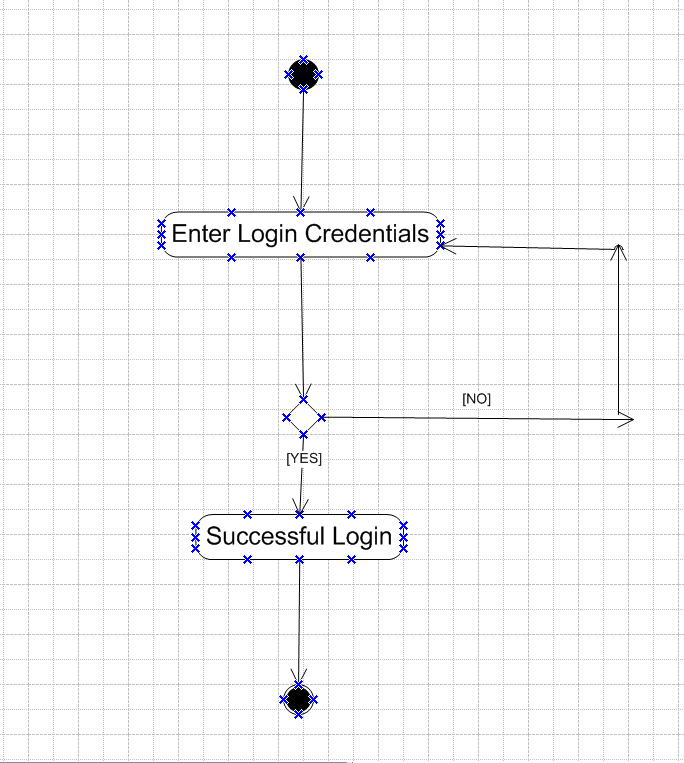 Enter Login Credentials
[NO]
[YES]
Successful Login